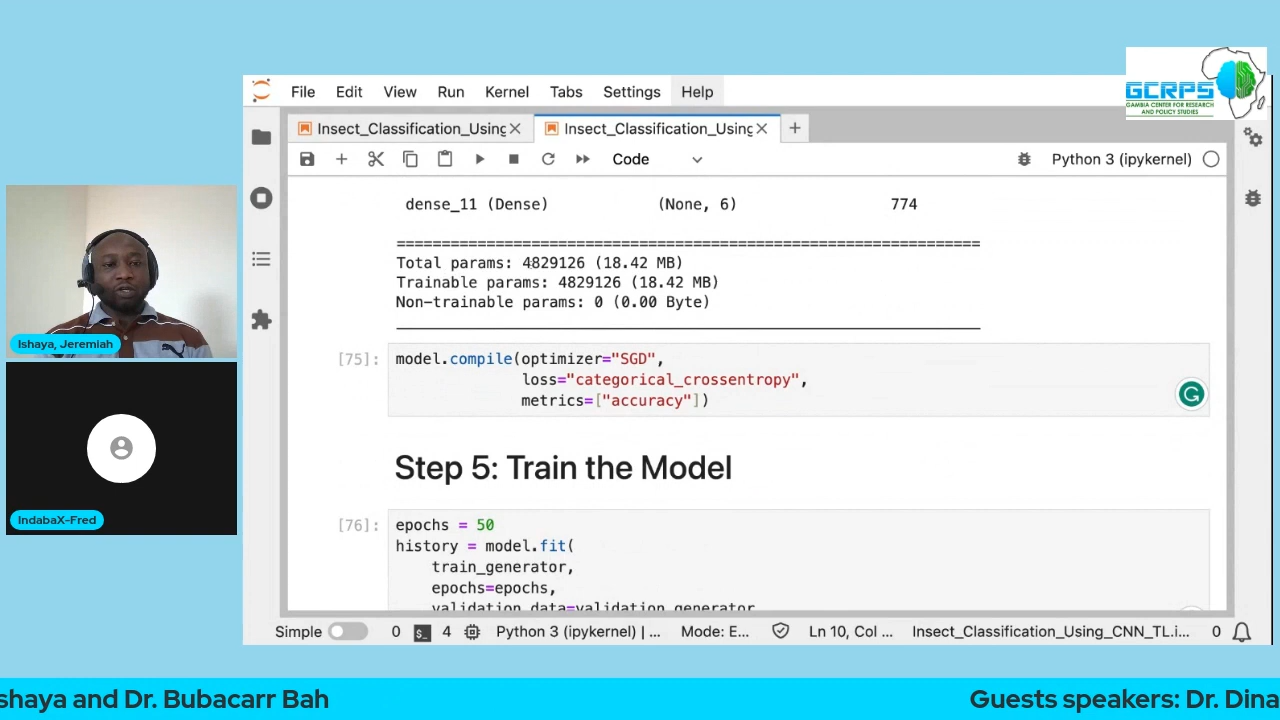 GCRPS
GAMBIA CENTER FOR RESEARCH
AND POLICY STUDIES
File Edit View Run Kernel Tabs Settings Help
Insect_Classification_Using
Insect_Classification_Using
Code
Python 3 (ipykernel)
dense_11 (Dense) (None, 6) 774
=================================================================
Total params: 4829126 (18.42 MB)
Trainable params: 4829126 (18.42 MB)
Non-trainable params: 0 (0.00 Byte)
[75]: model.compile(optimizer="SGD",
loss="categorical_crossentropy",
metrics=["accuracy"])
Step 5: Train the Model
[76]: epochs = 50
history = model.fit(
train_generator,
epochs=epochs,
validation_data=validation_generator
Simple 0 $_ 4 Python 3 (ipykernel) | ... Mode: E... Ln 10, Col ... Insect_Classification_Using_CNN_TL.i... 0
Ishaya, Jeremiah
IndabaX-Fred
shaya and Dr. Bubacarr Bah
Guests speakers: Dr. Dina